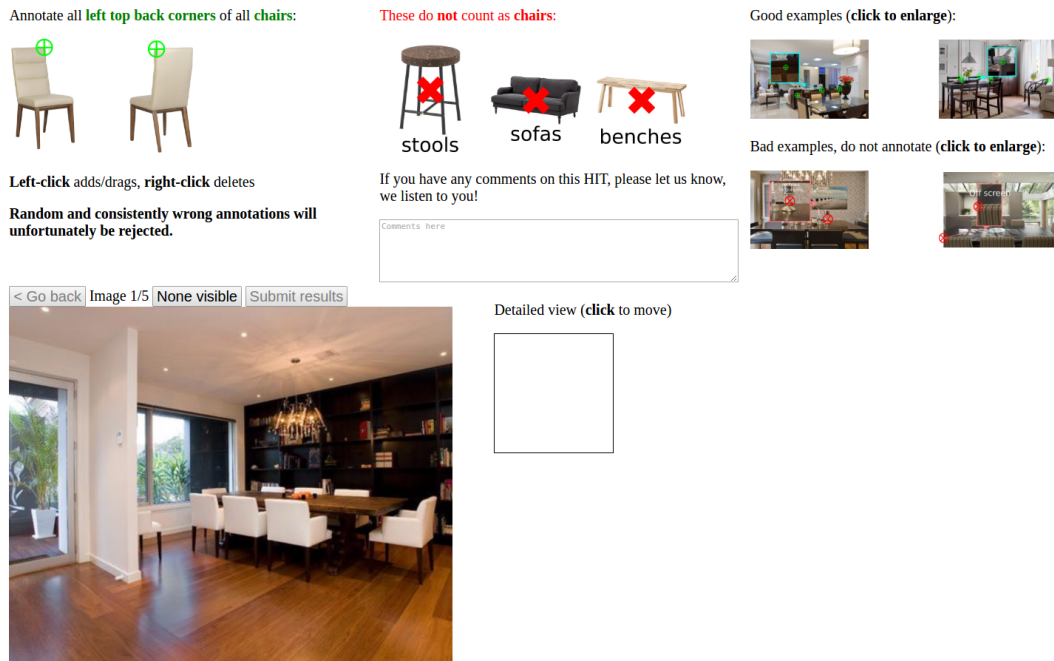 Annotate all left top back corners of all chairs:
Left-click adds/drags, right-click deletes
Random and consistently wrong annotations will
unfortunately be rejected.
These do not count as chairs:
stools
sofas
benches
If you have any comments on this HIT, please let us know,
we listen to you!
Comments here
Good examples (click to enlarge):
Bad examples, do not annotate (click to enlarge):
Off screen
< Go back Image 1/5 None visible Submit results
Detailed view (click to move)